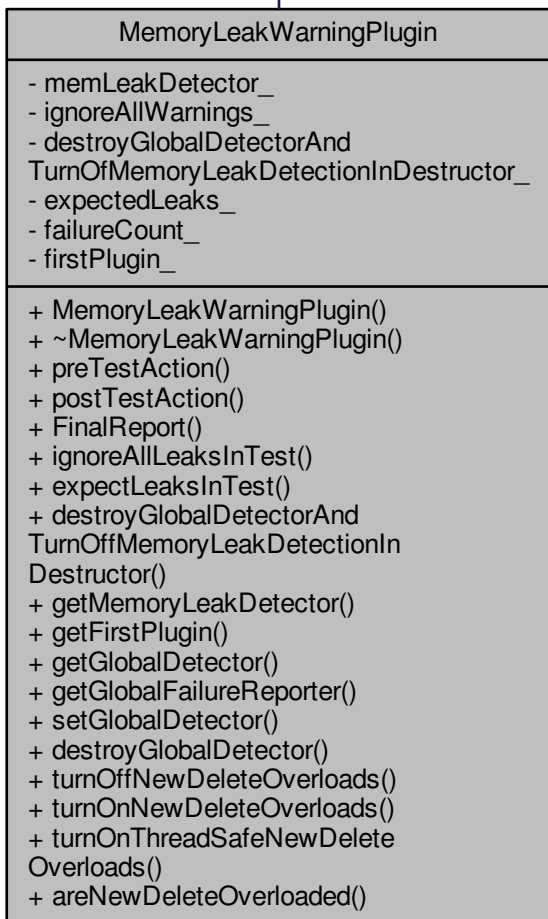 MemoryLeakWarningPlugin
- memLeakDetector_
- ignoreAllWarnings_
- destroyGlobalDetectorAnd
TurnOfMemoryLeakDetectionInDestructor_
- expectedLeaks_
- failureCount_
- firstPlugin_
+ MemoryLeakWarningPlugin()
+ ~MemoryLeakWarningPlugin()
+ preTestAction()
+ postTestAction()
+ FinalReport()
+ ignoreAllLeaksInTest()
+ expectLeaksInTest()
+ destroyGlobalDetectorAnd
TurnOffMemoryLeakDetectionIn
Destructor()
+ getMemoryLeakDetector()
+ getFirstPlugin()
+ getGlobalDetector()
+ getGlobalFailureReporter()
+ setGlobalDetector()
+ destroyGlobalDetector()
+ turnOffNewDeleteOverloads()
+ turnOnNewDeleteOverloads()
+ turnOnThreadSafeNewDelete
Overloads()
+ areNewDeleteOverloaded()